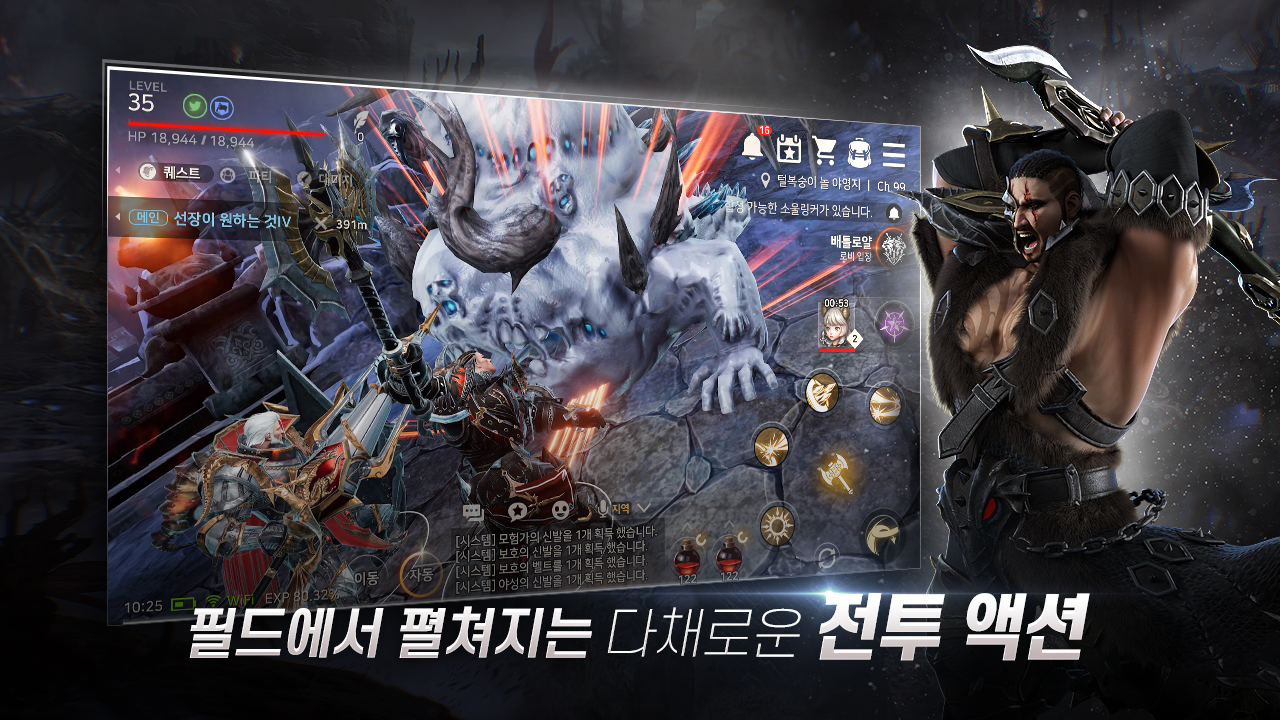 LEVEL
35
HP 18,944 / 18,944
0
퀘스트
파티
메인 선장이 원하는 것IV
391m
16
털복숭이 놀 야영지 | Ch 99
가능한 소울링커가 있습니다.
배틀로얄
로비 입장
00:53
2
지역
[시스템] 모험가의 신발을 1개 획득 했습니다.
[시스템] 보호의 신발을 1개 획득 했습니다.
[시스템] 보호의 벨트를 1개 획득 했습니다.
[시스템] 야성의 신발을 1개 획득 했습니다.
이동
자동
122
122
10:25
WiFi
EXP 80.32%
필드에서 펼쳐지는 다채로운 전투 액션